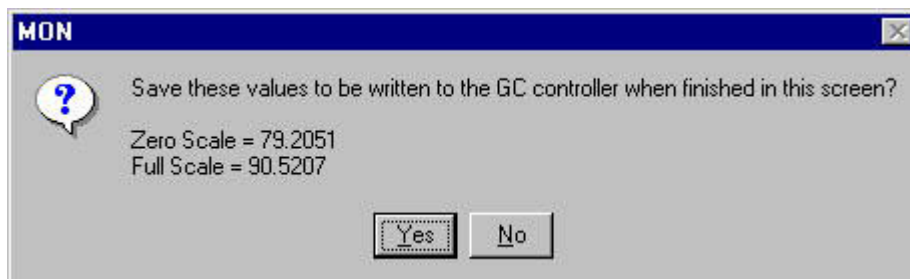 MON
?
Save these values to be written to the GC controller when finished in this screen?
Zero Scale = 79.2051
Full Scale = 90.5207
Yes No